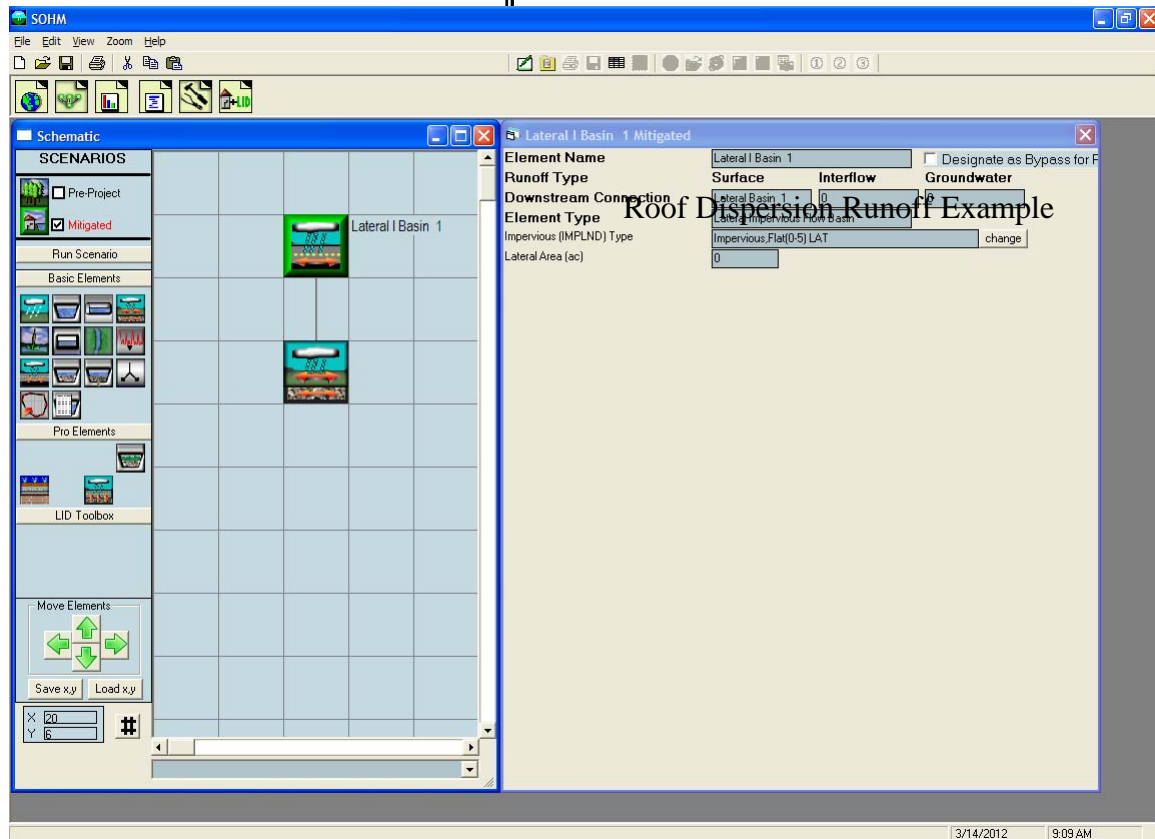 SOHM
File Edit View Zoom Help
+LID
1 2 3
Schematic
SCENARIOS
Pre-Project
Mitigated
Run Scenario
Basic Elements
Pro Elements
LID Toolbox
Move Elements
Save x,y Load x,y
X 20
Y 6
#
Lateral I Basin 1
Lateral I Basin 1 Mitigated
Element Name Lateral I Basin 1 Designate as Bypass for P
Runoff Type Surface Interflow Groundwater
Downstream Connection Lateral Basin 1 0 0
Roof Dispersion Runoff Example
Element Type Lateral Impervious Flow Basin
Impervious (IMPLND) Type Impervious,Flat(0-5) LAT change
Lateral Area (ac) 0
3/14/2012 9:09 AM